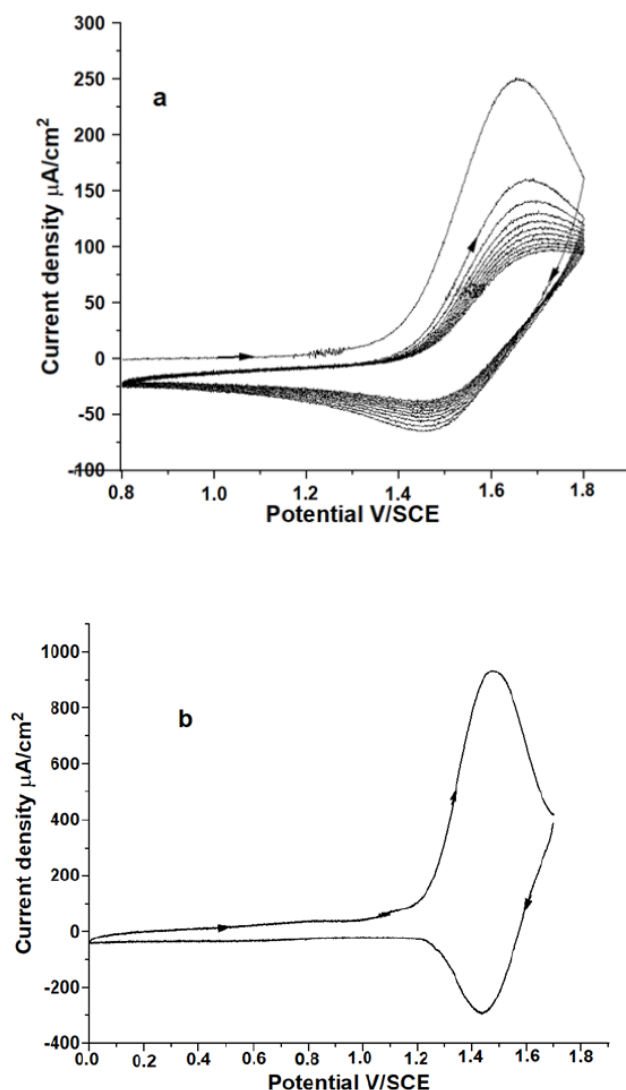 300
250
200
150
100
50
0
-50
-100
a
Current density μA/cm²
0.8 1.0 1.2 1.4 1.6 1.8
Potential V/SCE
1000
800
600
400
200
0
-200
-400
b
Current density μA/cm²
0.0 0.2 0.4 0.6 0.8 1.0 1.2 1.4 1.6 1.8
Potential V/SCE